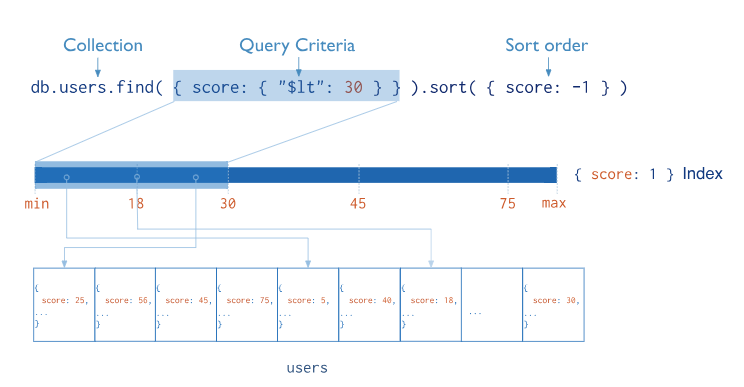 Collection Query Criteria Sort order
db.users.find( { score: { "$lt": 30 } } ).sort( { score: -1 } )
{ score: 1 } Index
min 18 30 45 75 max
{ { { { { { { {
score: 25, score: 56, score: 45, score: 75, score: 5, score: 40, score: 18, score: 30,
... ... ... ... ... ... ... ... ...
} } } } } } } }
users